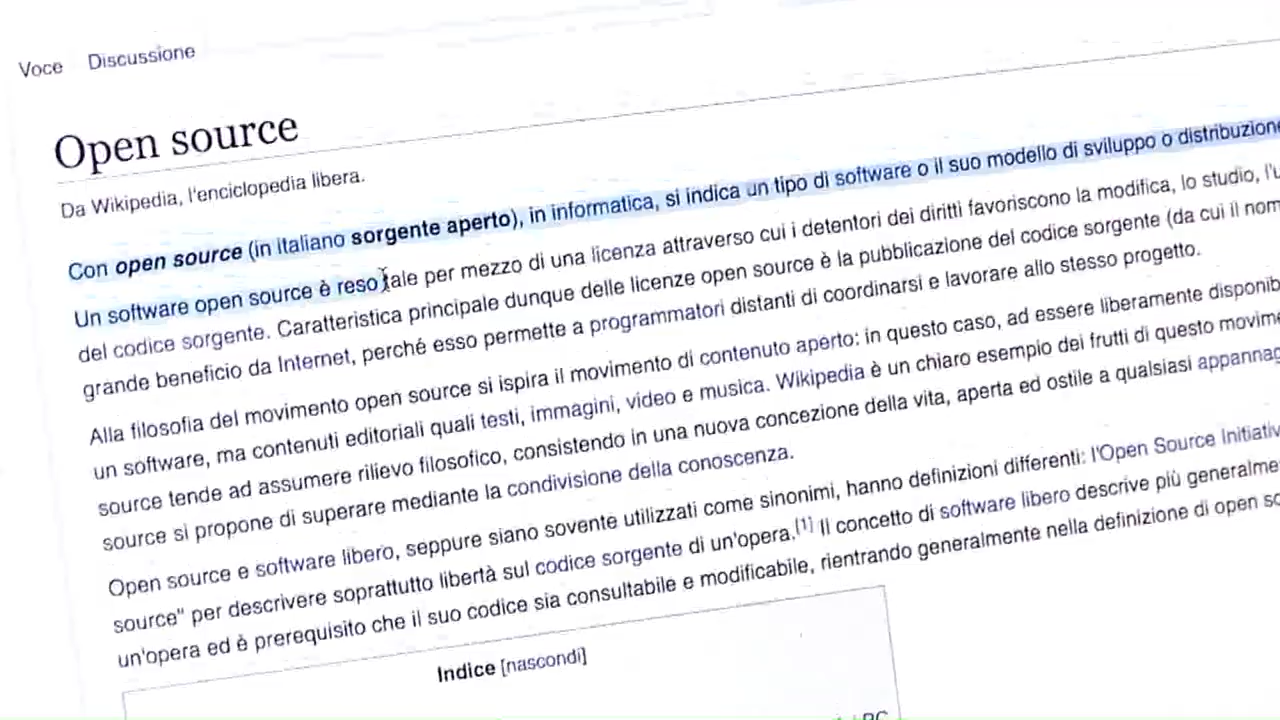 Voce Discussione
Open source
Da Wikipedia, l'enciclopedia libera.
Con open source (in italiano sorgente aperto), in informatica, si indica un tipo di software o il suo modello di sviluppo o distribuzione
Un software open source è reso tale per mezzo di una licenza attraverso cui i detentori dei diritti favoriscono la modifica, lo studio,
del codice sorgente. Caratteristica principale dunque delle licenze open source è la pubblicazione del codice sorgente (da cui il nom
grande beneficio da Internet, perché esso permette a programmatori distanti di coordinarsi e lavorare allo stesso progetto.
Alla filosofia del movimento open source si ispira il movimento di contenuto aperto: in questo caso, ad essere liberamente disponib
un software, ma contenuti editoriali quali testi, immagini, video e musica. Wikipedia è un chiaro esempio dei frutti di questo movime
source tende ad assumere rilievo filosofico, consistendo in una nuova concezione della vita, aperta ed ostile a qualsiasi appannag
source si propone di superare mediante la condivisione della conoscenza.
Open source e software libero, seppure siano sovente utilizzati come sinonimi, hanno definizioni differenti: l'Open Source Initiativ
source" per descrivere soprattutto libertà sul codice sorgente di un'opera.[1] Il concetto di software libero descrive più generalme
un'opera ed è prerequisito che il suo codice sia consultabile e modificabile, rientrando generalmente nella definizione di open so
Indice [nascondi]